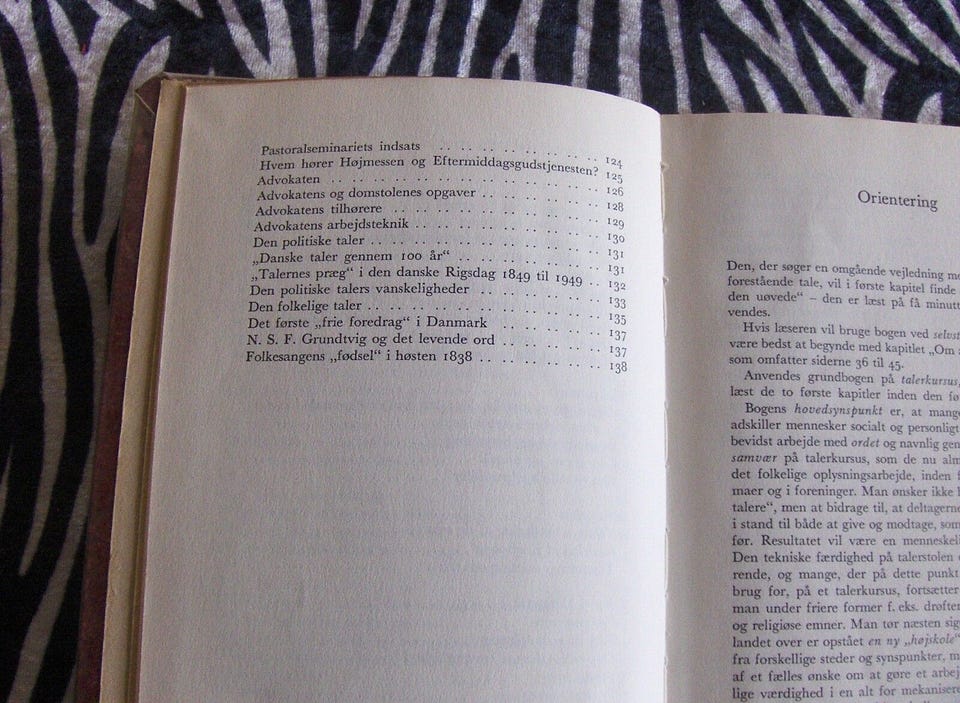 Pastoralseminariets indsats . . . . . . . . . . . . 124
Hvem hører Højmessen og Eftermiddagsgudstjenesten? 125
Advokaten . . . . . . . . . . . . . . . . . . 126
Advokatens og domstolenes opgaver . . . . . . . . 128
Advokatens tilhørere . . . . . . . . . . . . . . 129
Advokatens arbejdsteknik . . . . . . . . . . . . 130
Den politiske taler . . . . . . . . . . . . . . 131
„Danske taler gennem 100 år“ . . . . . . . . . . 131
„Talernes præg“ i den danske Rigsdag 1849 til 1949 . . 132
Den politiske talers vanskeligheder . . . . . . . . 133
Den folkelige taler . . . . . . . . . . . . . . 135
Det første „frie foredrag“ i Danmark . . . . . . . . 137
N. S. F. Grundtvig og det levende ord . . . . . . . . 137
Folkesangens „fødsel“ i høsten 1838 . . . . . . . . 138
Orientering
Den, der søger en omgående vejledning
forestående tale, vil i første kapitel finde
den uøvede“ – den er læst på få
vendes.
Hvis læseren vil bruge bogen ved
være bedst at begynde med kapitlet „Om
som omfatter siderne 36 til 45.
Anvendes grundbogen på talerkursus,
læst de to første kapitler inden den
Bogens hovedsynspunkt er, at
adskiller mennesker socialt og personligt
bevidst arbejde med ordet og navnlig
samvær på talerkursus, som de nu
det folkelige oplysningsarbejde, inden
maer og i foreninger. Man ønsker ikke
talere“, men at bidrage til, at deltagerne
i stand til både at give og modtage,
før. Resultatet vil være en
Den tekniske færdighed på talerstolen
rende, og mange, der på dette punkt
brug for, på et talerkursus, fortsætter
man under friere former f. eks.
og religiøse emner. Man tør næsten
landet over er opstået en ny „højskole“
fra forskellige steder og synspunkter,
af et fælles ønske om at gøre et
lige værdighed i en alt for